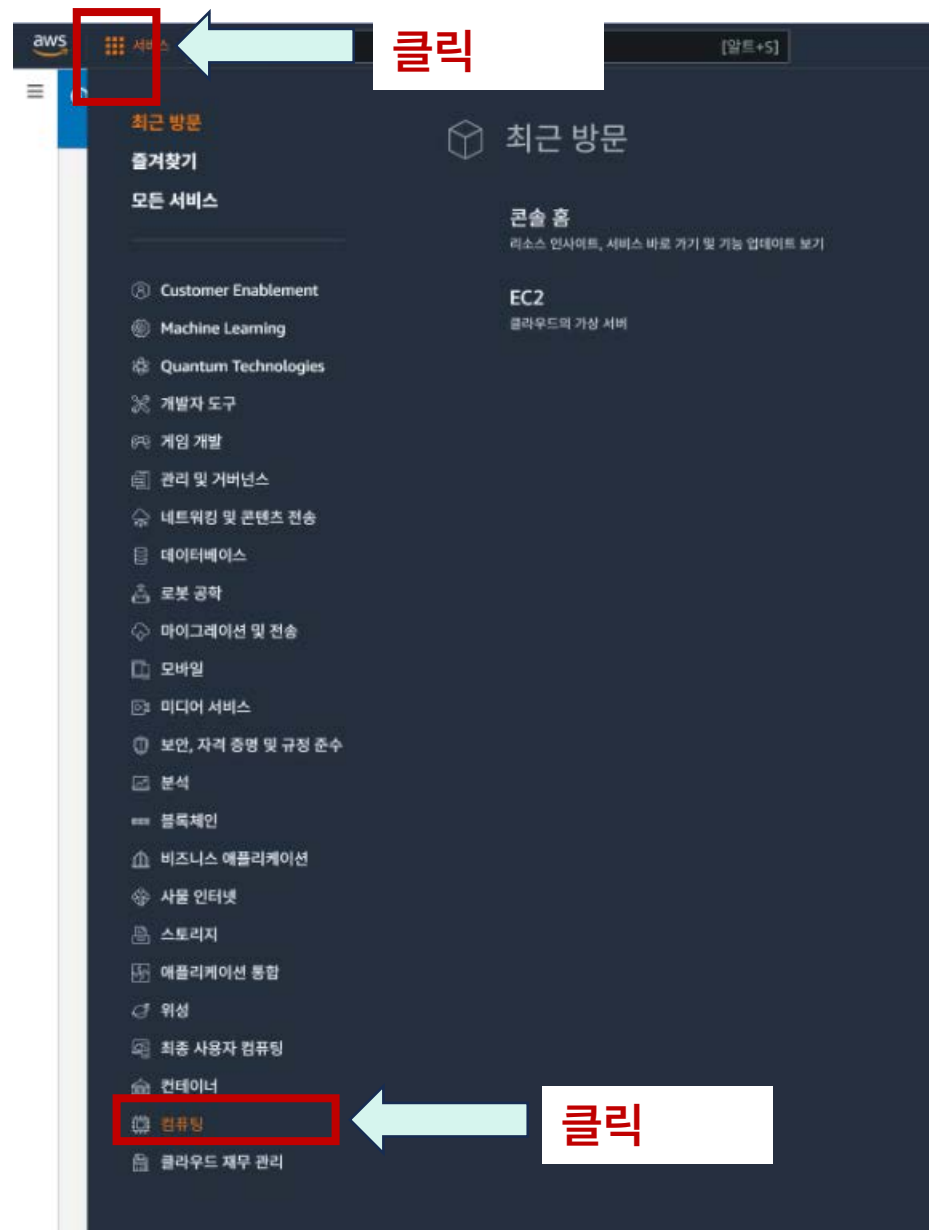 aws
서비스
클릭
[알트+S]
최근 방문
즐겨찾기
모든 서비스
최근 방문
콘솔 홈
리소스 인사이트, 서비스 바로 가기 및 기능 업데이트 보기
EC2
클라우드의 가상 서버
Customer Enablement
Machine Learning
Quantum Technologies
개발자 도구
게임 개발
관리 및 거버넌스
네트워킹 및 콘텐츠 전송
데이터베이스
로봇 공학
마이그레이션 및 전송
모바일
미디어 서비스
보안, 자격 증명 및 규정 준수
분석
블록체인
비즈니스 애플리케이션
사물 인터넷
스토리지
애플리케이션 통합
위성
최종 사용자 컴퓨팅
컨테이너
컴퓨팅
클릭
클라우드 재무 관리